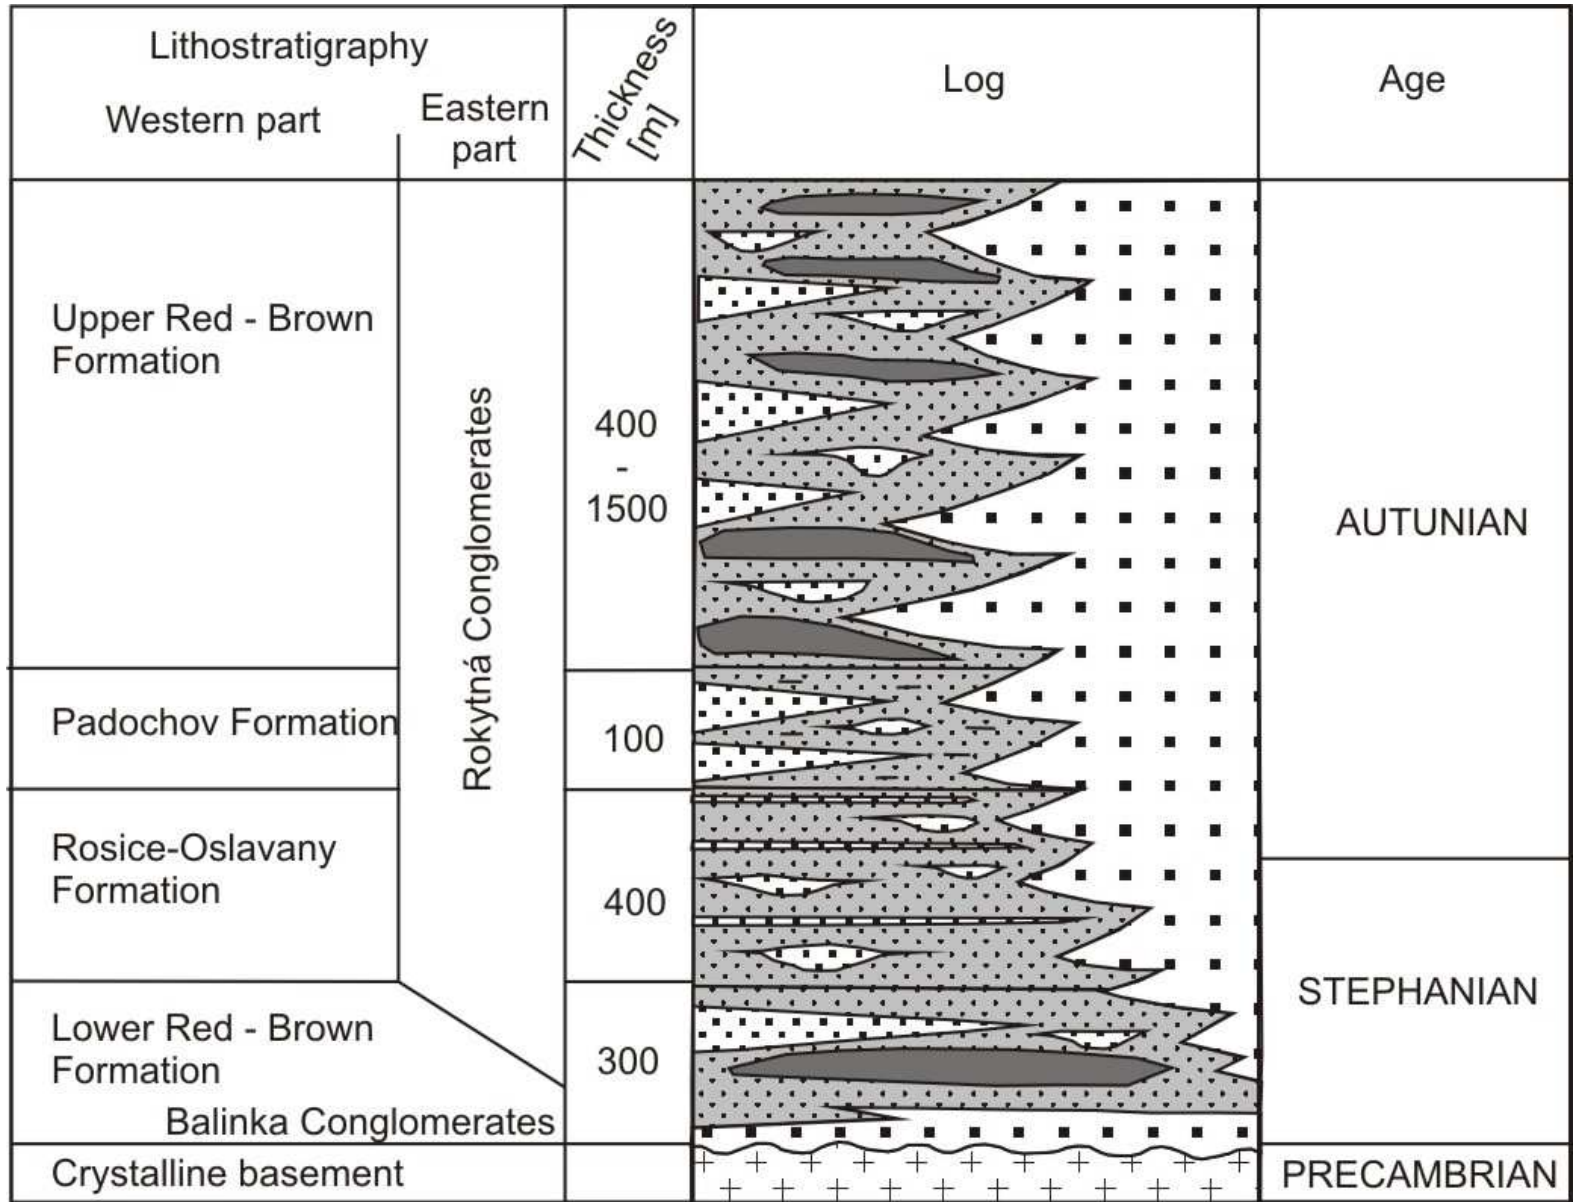 Lithostratigraphy
Western part
Eastern
part
Thickness
[m]
Log
Age
Upper Red - Brown
Formation
Padochov Formation
Rosice-Oslavany
Formation
Lower Red - Brown
Formation
Balinka Conglomerates
Crystalline basement
Rokytná Conglomerates
400
-
1500
100
400
300
AUTUNIAN
STEPHANIAN
PRECAMBRIAN